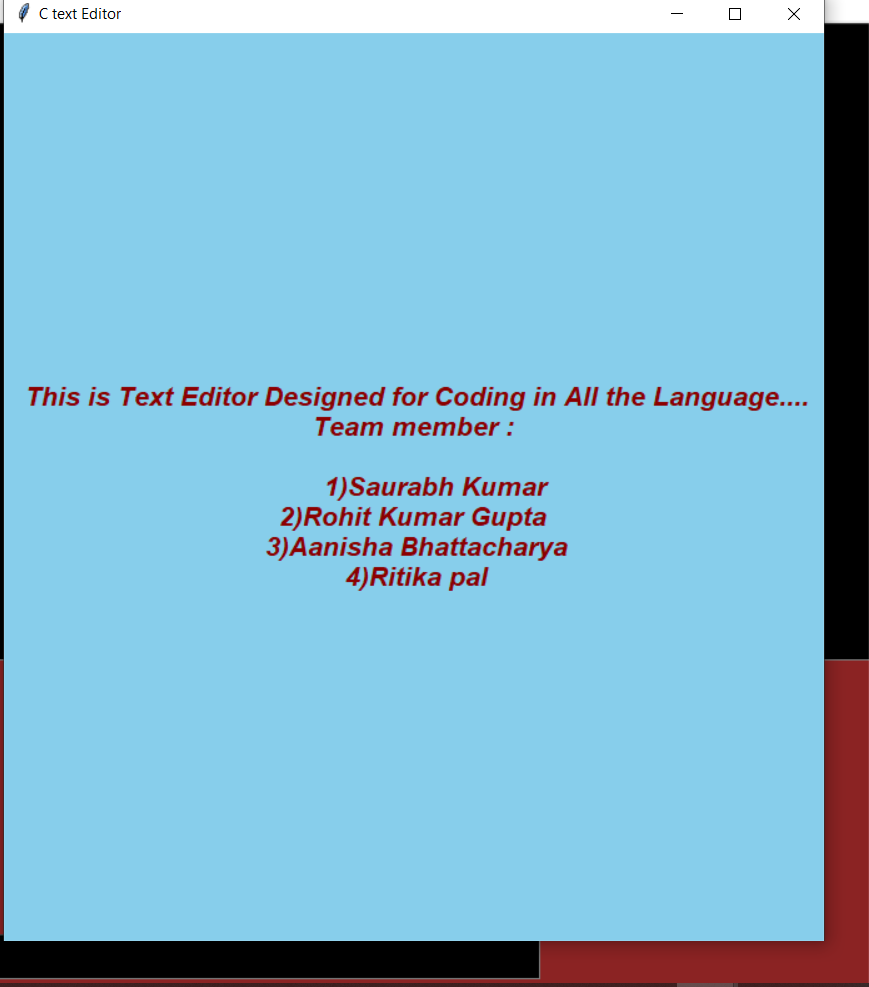 C text Editor
This is Text Editor Designed for Coding in All the Language....
Team member :
1)Saurabh Kumar
2)Rohit Kumar Gupta
3)Aanisha Bhattacharya
4)Ritika pal